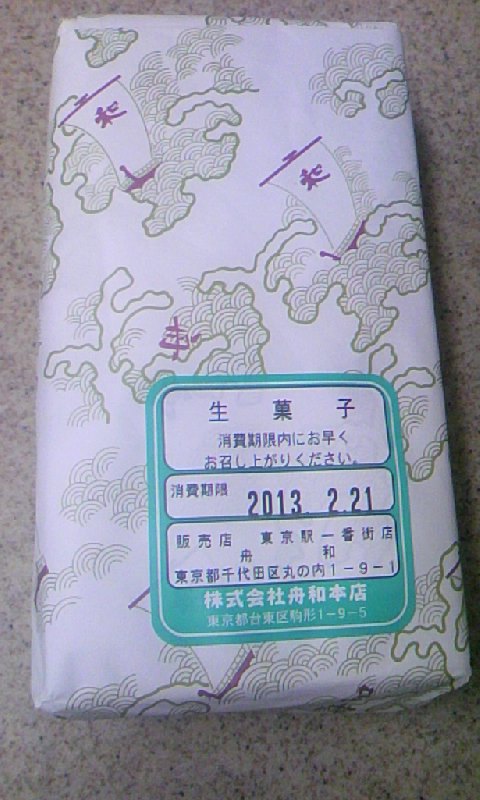 和
和
舟
生菓子
消費期限内にお早く
お召し上がりください。
消費期限 2013. 2.21
販売店 東京駅一番街店
舟和
東京都千代田区丸の内1-9-1
株式会社舟和本店
東京都台東区駒形1-9-5